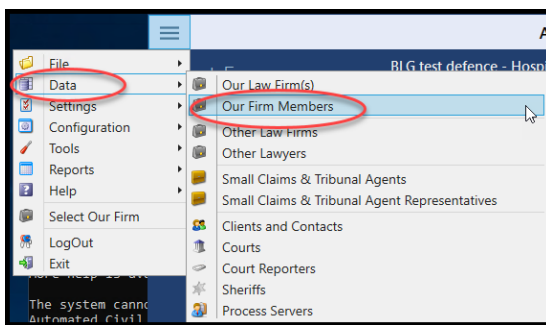 A
File
BLG test defence - Hospi
Data
Our Law Firm(s)
Settings
Our Firm Members
Configuration
Other Law Firms
Tools
Other Lawyers
Reports
Small Claims & Tribunal Agents
Help
Small Claims & Tribunal Agent Representatives
Select Our Firm
Clients and Contacts
LogOut
Courts
Exit
Court Reporters
Sheriffs
The system canno
Process Servers
Automated Civil